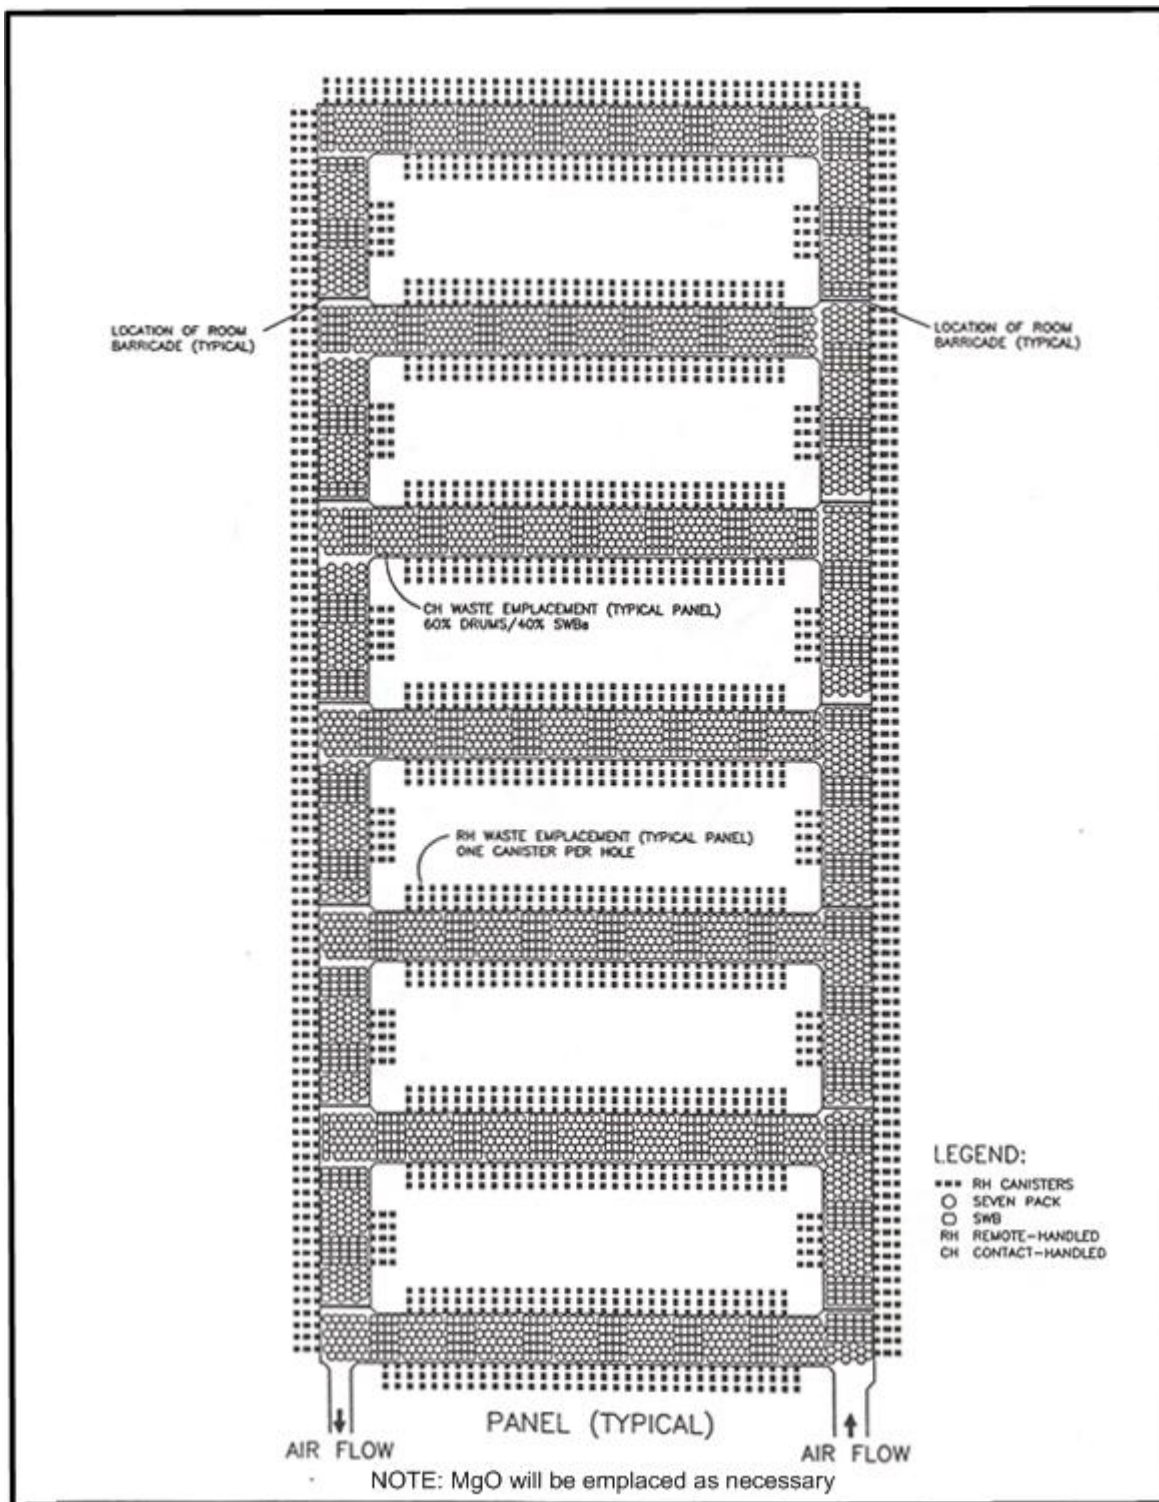 LOCATION OF ROOM
BARRICADE (TYPICAL)
LOCATION OF ROOM
BARRICADE (TYPICAL)
CH WASTE EMPLACEMENT (TYPICAL PANEL)
60% DRUMS/40% SWBs
RH WASTE EMPLACEMENT (TYPICAL PANEL)
ONE CANISTER PER HOLE
LEGEND:
RH CANISTERS
SEVEN PACK
SWB
RH REMOTE-HANDLED
CH CONTACT-HANDLED
PANEL (TYPICAL)
AIR FLOW
AIR FLOW
NOTE: MgO will be emplaced as necessary